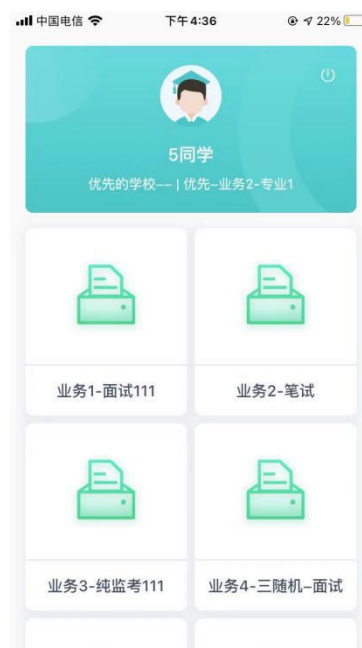 中国电信 下午4:36 22%
5同学
优先的学校-- | 优先-业务2-专业1
业务1-面试111 业务2-笔试
业务3-纯监考111 业务4-三随机-面试